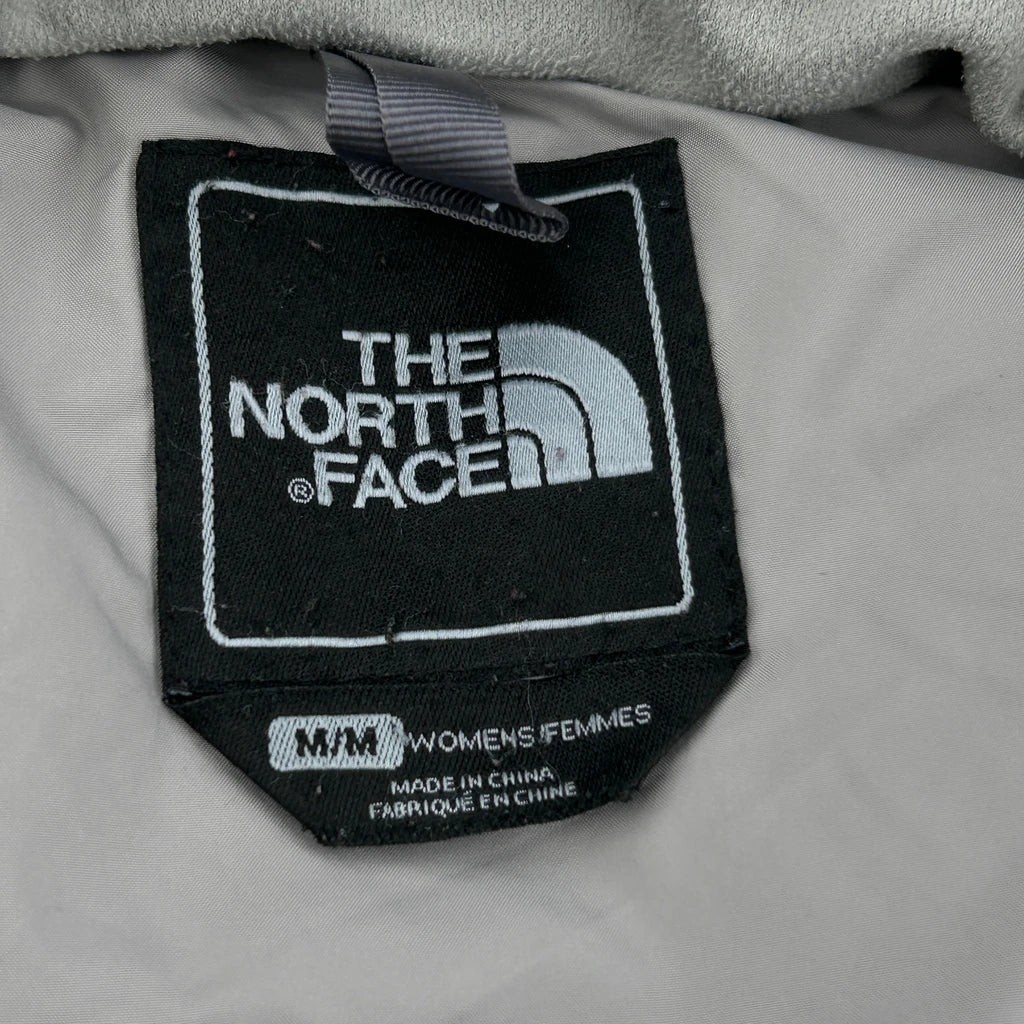 THE
NORTH
®FACE
M/M WOMENS/FEMMES
MADE IN CHINA
FABRIQUÉ EN CHINE